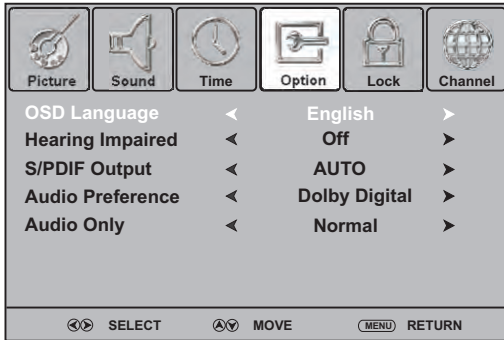 Picture Sound Time Option Lock Channel
OSD Language English
Hearing Impaired Off
S/PDIF Output AUTO
Audio Preference Dolby Digital
Audio Only Normal
SELECT MOVE MENU RETURN